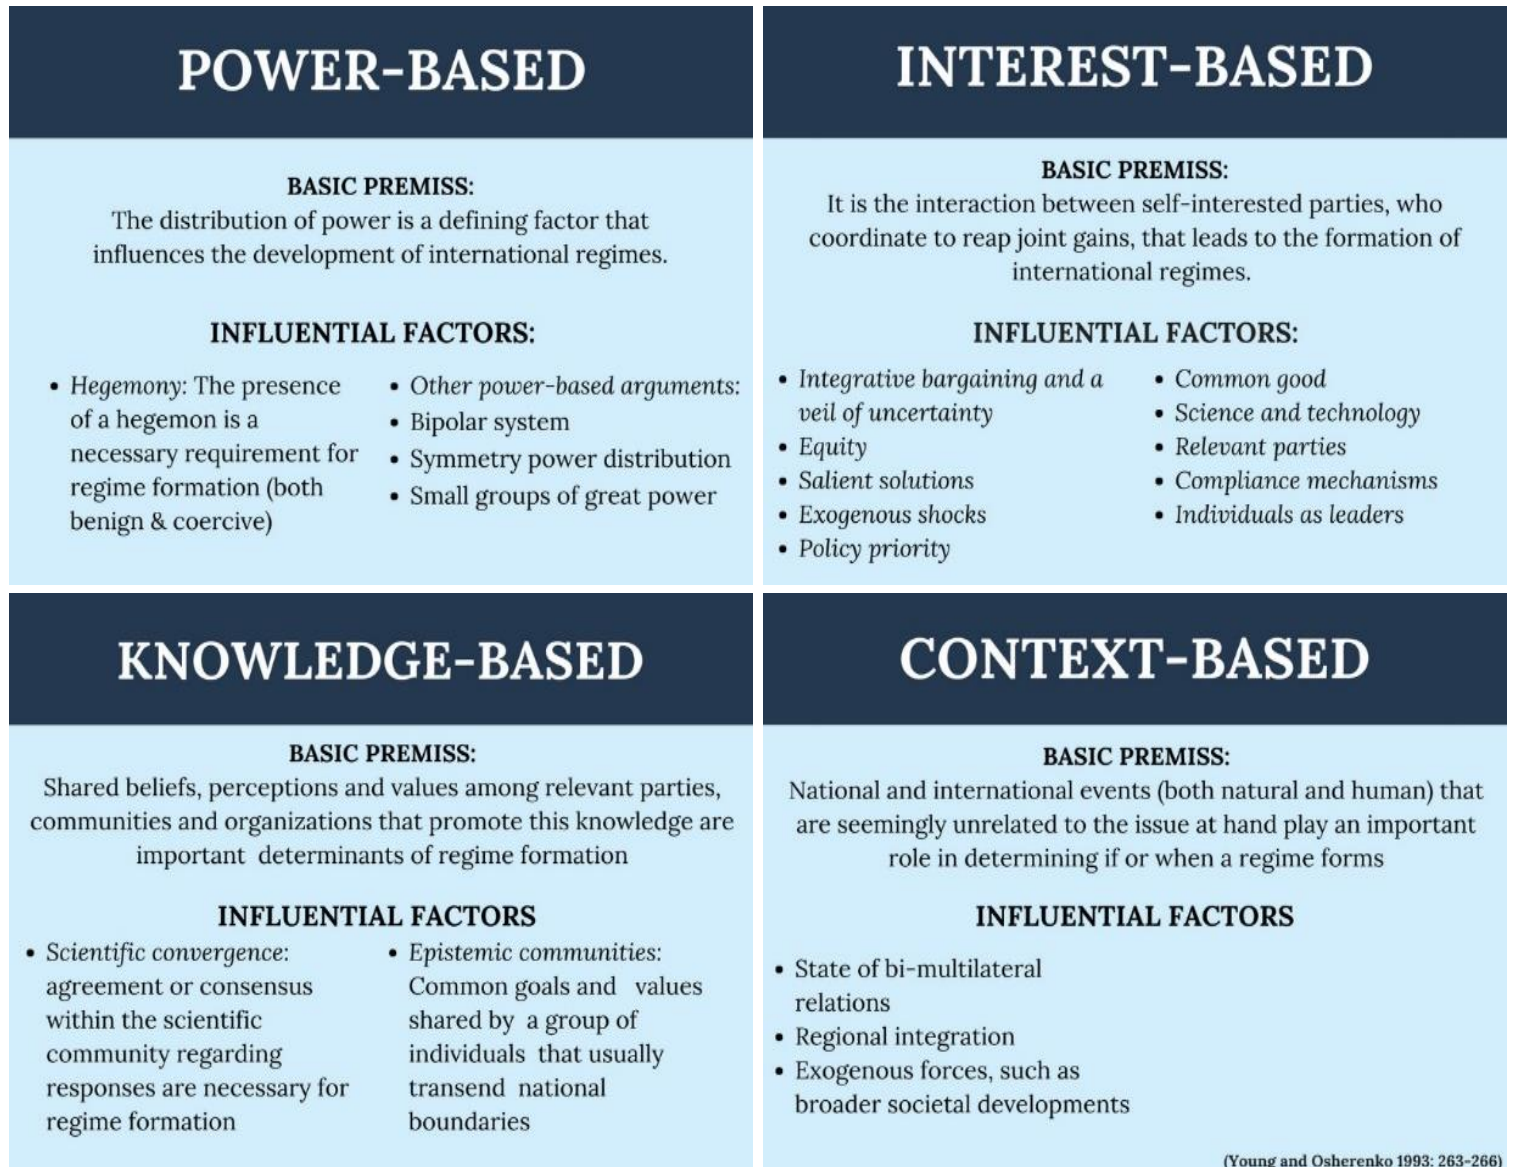 POWER-BASED
BASIC PREMISS:
The distribution of power is a defining factor that
influences the development of international regimes.
INFLUENTIAL FACTORS:
• Hegemony: The presence
of a hegemon is a
necessary requirement for
regime formation (both
benign & coercive)
• Other power-based arguments:
• Bipolar system
• Symmetry power distribution
• Small groups of great power
INTEREST-BASED
BASIC PREMISS:
It is the interaction between self-interested parties, who
coordinate to reap joint gains, that leads to the formation of
international regimes.
INFLUENTIAL FACTORS:
• Integrative bargaining and a
veil of uncertainty
• Equity
• Salient solutions
• Exogenous shocks
• Policy priority
• Common good
• Science and technology
• Relevant parties
• Compliance mechanisms
• Individuals as leaders
KNOWLEDGE-BASED
BASIC PREMISS:
Shared beliefs, perceptions and values among relevant parties,
communities and organizations that promote this knowledge are
important determinants of regime formation
INFLUENTIAL FACTORS
• Scientific convergence:
agreement or consensus
within the scientific
community regarding
responses are necessary for
regime formation
• Epistemic communities:
Common goals and values
shared by a group of
individuals that usually
transend national
boundaries
CONTEXT-BASED
BASIC PREMISS:
National and international events (both natural and human) that
are seemingly unrelated to the issue at hand play an important
role in determining if or when a regime forms
INFLUENTIAL FACTORS
• State of bi-multilateral
relations
• Regional integration
• Exogenous forces, such as
broader societal developments
(Young and Osherenko 1993: 263-266)